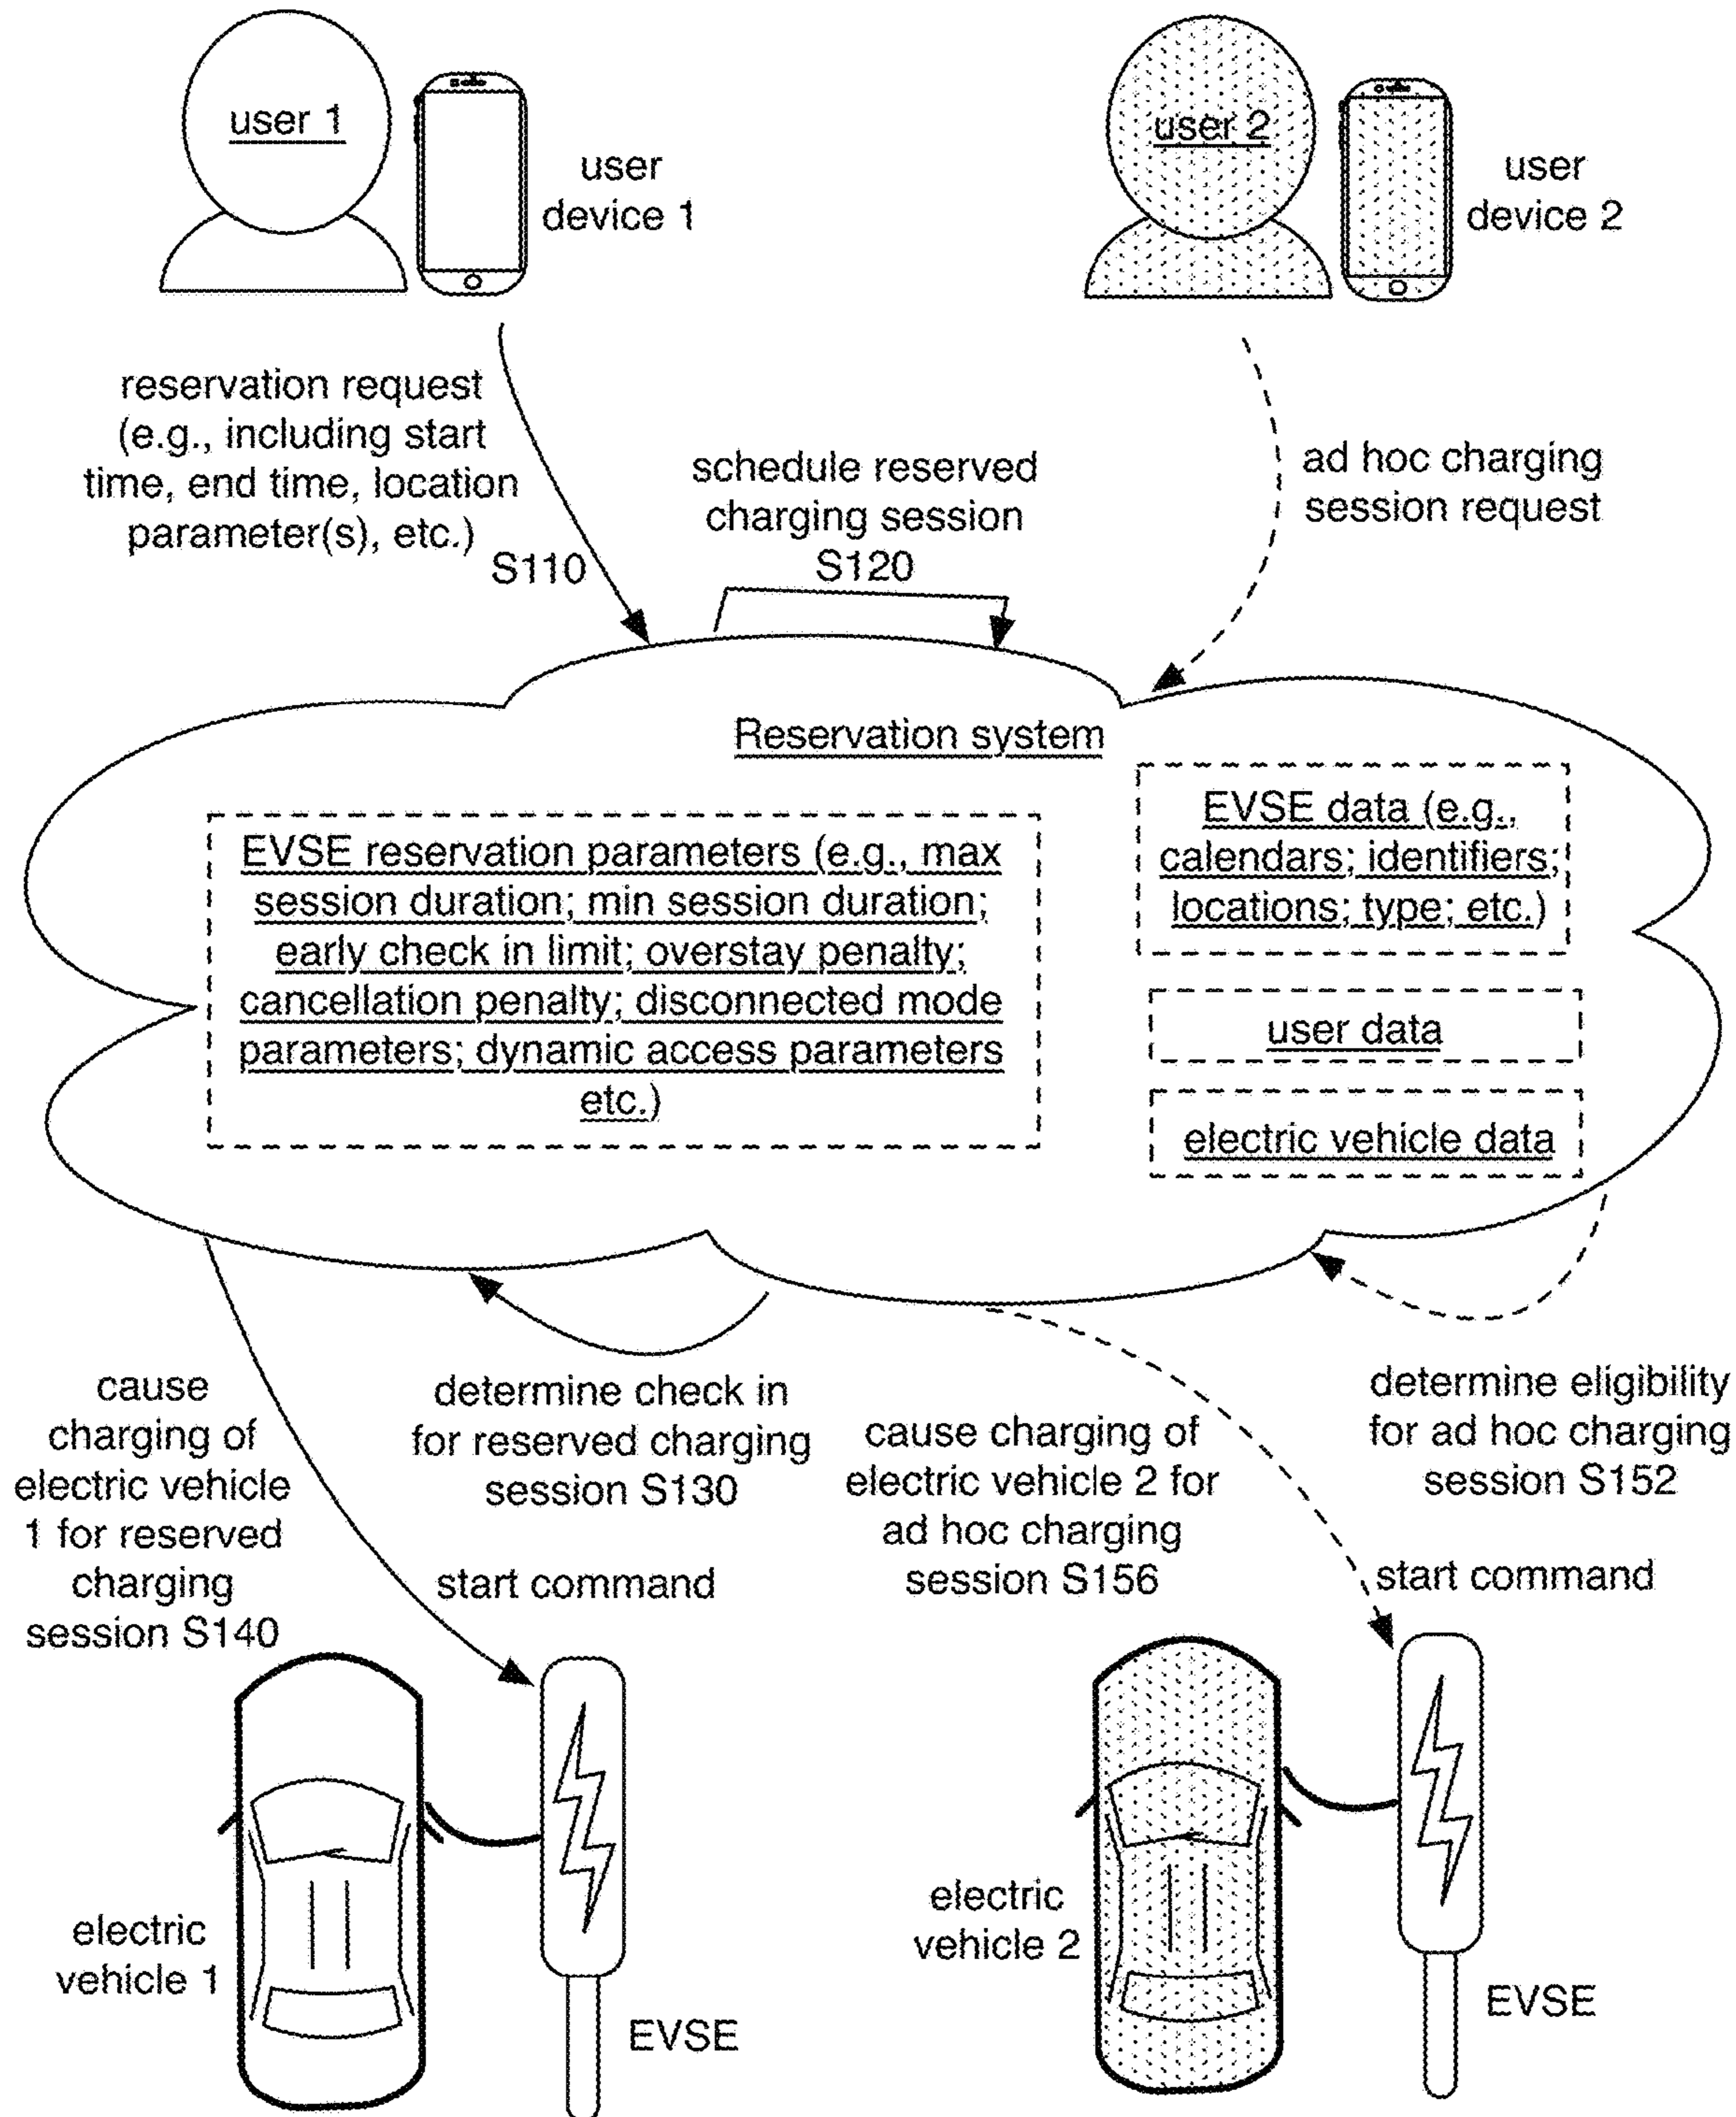 user 1
user
device 1
user 2
user
device 2
reservation request
(e.g., including start
time, end time, location
parameter(s), etc.)
S110
schedule reserved
charging session
S120
ad hoc charging
session request
Reservation system
EVSE reservation parameters (e.g., max
session duration; min session duration;
early check in limit; overstay penalty;
cancellation penalty; disconnected mode
parameters; dynamic access parameters
etc.)
EVSE data (e.g.,
calendars; identifiers;
locations; type; etc.)
user data
electric vehicle data
cause
charging of
electric vehicle
1 for reserved
charging
session S140
determine check in
for reserved charging
session S130
start command
cause charging of
electric vehicle 2 for
ad hoc charging
session S156
determine eligibility
for ad hoc charging
session S152
start command
electric
vehicle 1
EVSE
electric
vehicle 2
EVSE